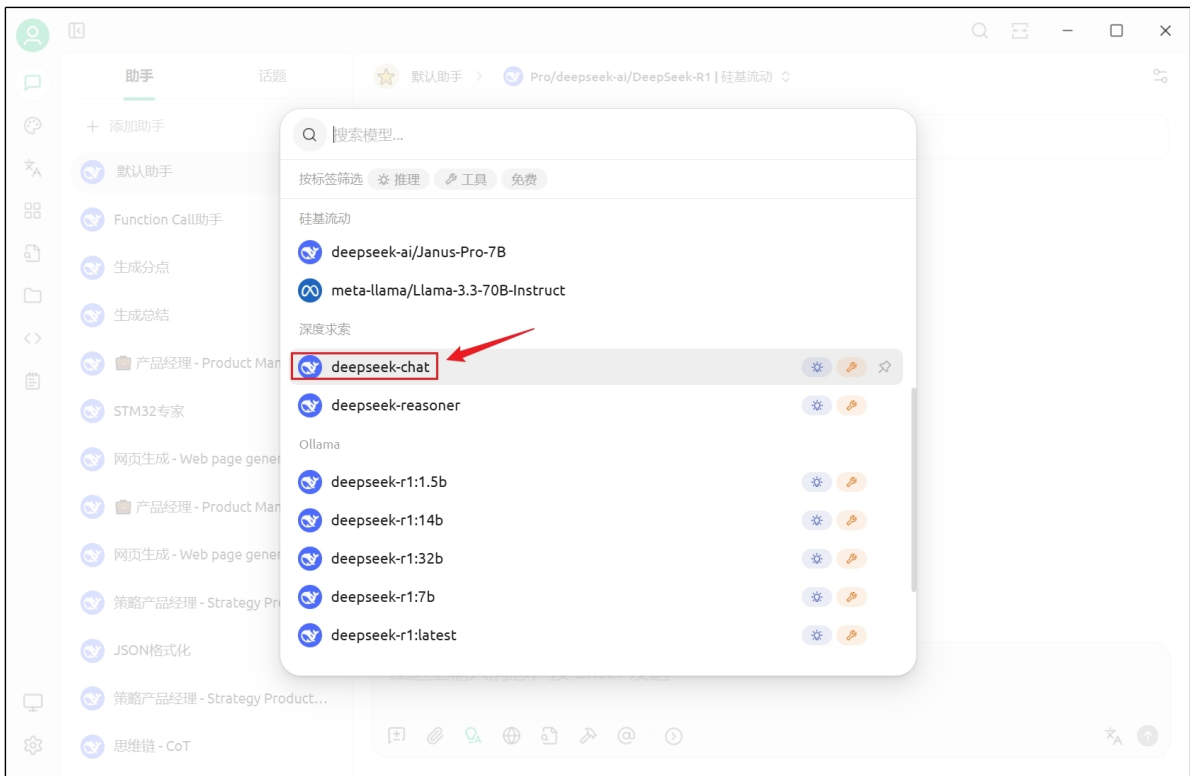 助手
话题
默认助手
Pro/deepseek-ai/DeepSeek-R1 | 硅基流动
添加助手
默认助手
Function Call助手
生成分点
生成总结
产品经理 - Product Man
STM32专家
网页生成 - Web page gener
产品经理 - Product Man
网页生成 - Web page gener
策略产品经理 - Strategy Pr
JSON格式化
策略产品经理 - Strategy Product...
思维链 - CoT
搜索模型...
按标签筛选 推理 工具 免费
硅基流动
deepseek-ai/Janus-Pro-7B
meta-llama/Llama-3.3-70B-Instruct
深度求索
deepseek-chat
deepseek-reasoner
Ollama
deepseek-r1:1.5b
deepseek-r1:14b
deepseek-r1:32b
deepseek-r1:7b
deepseek-r1:latest